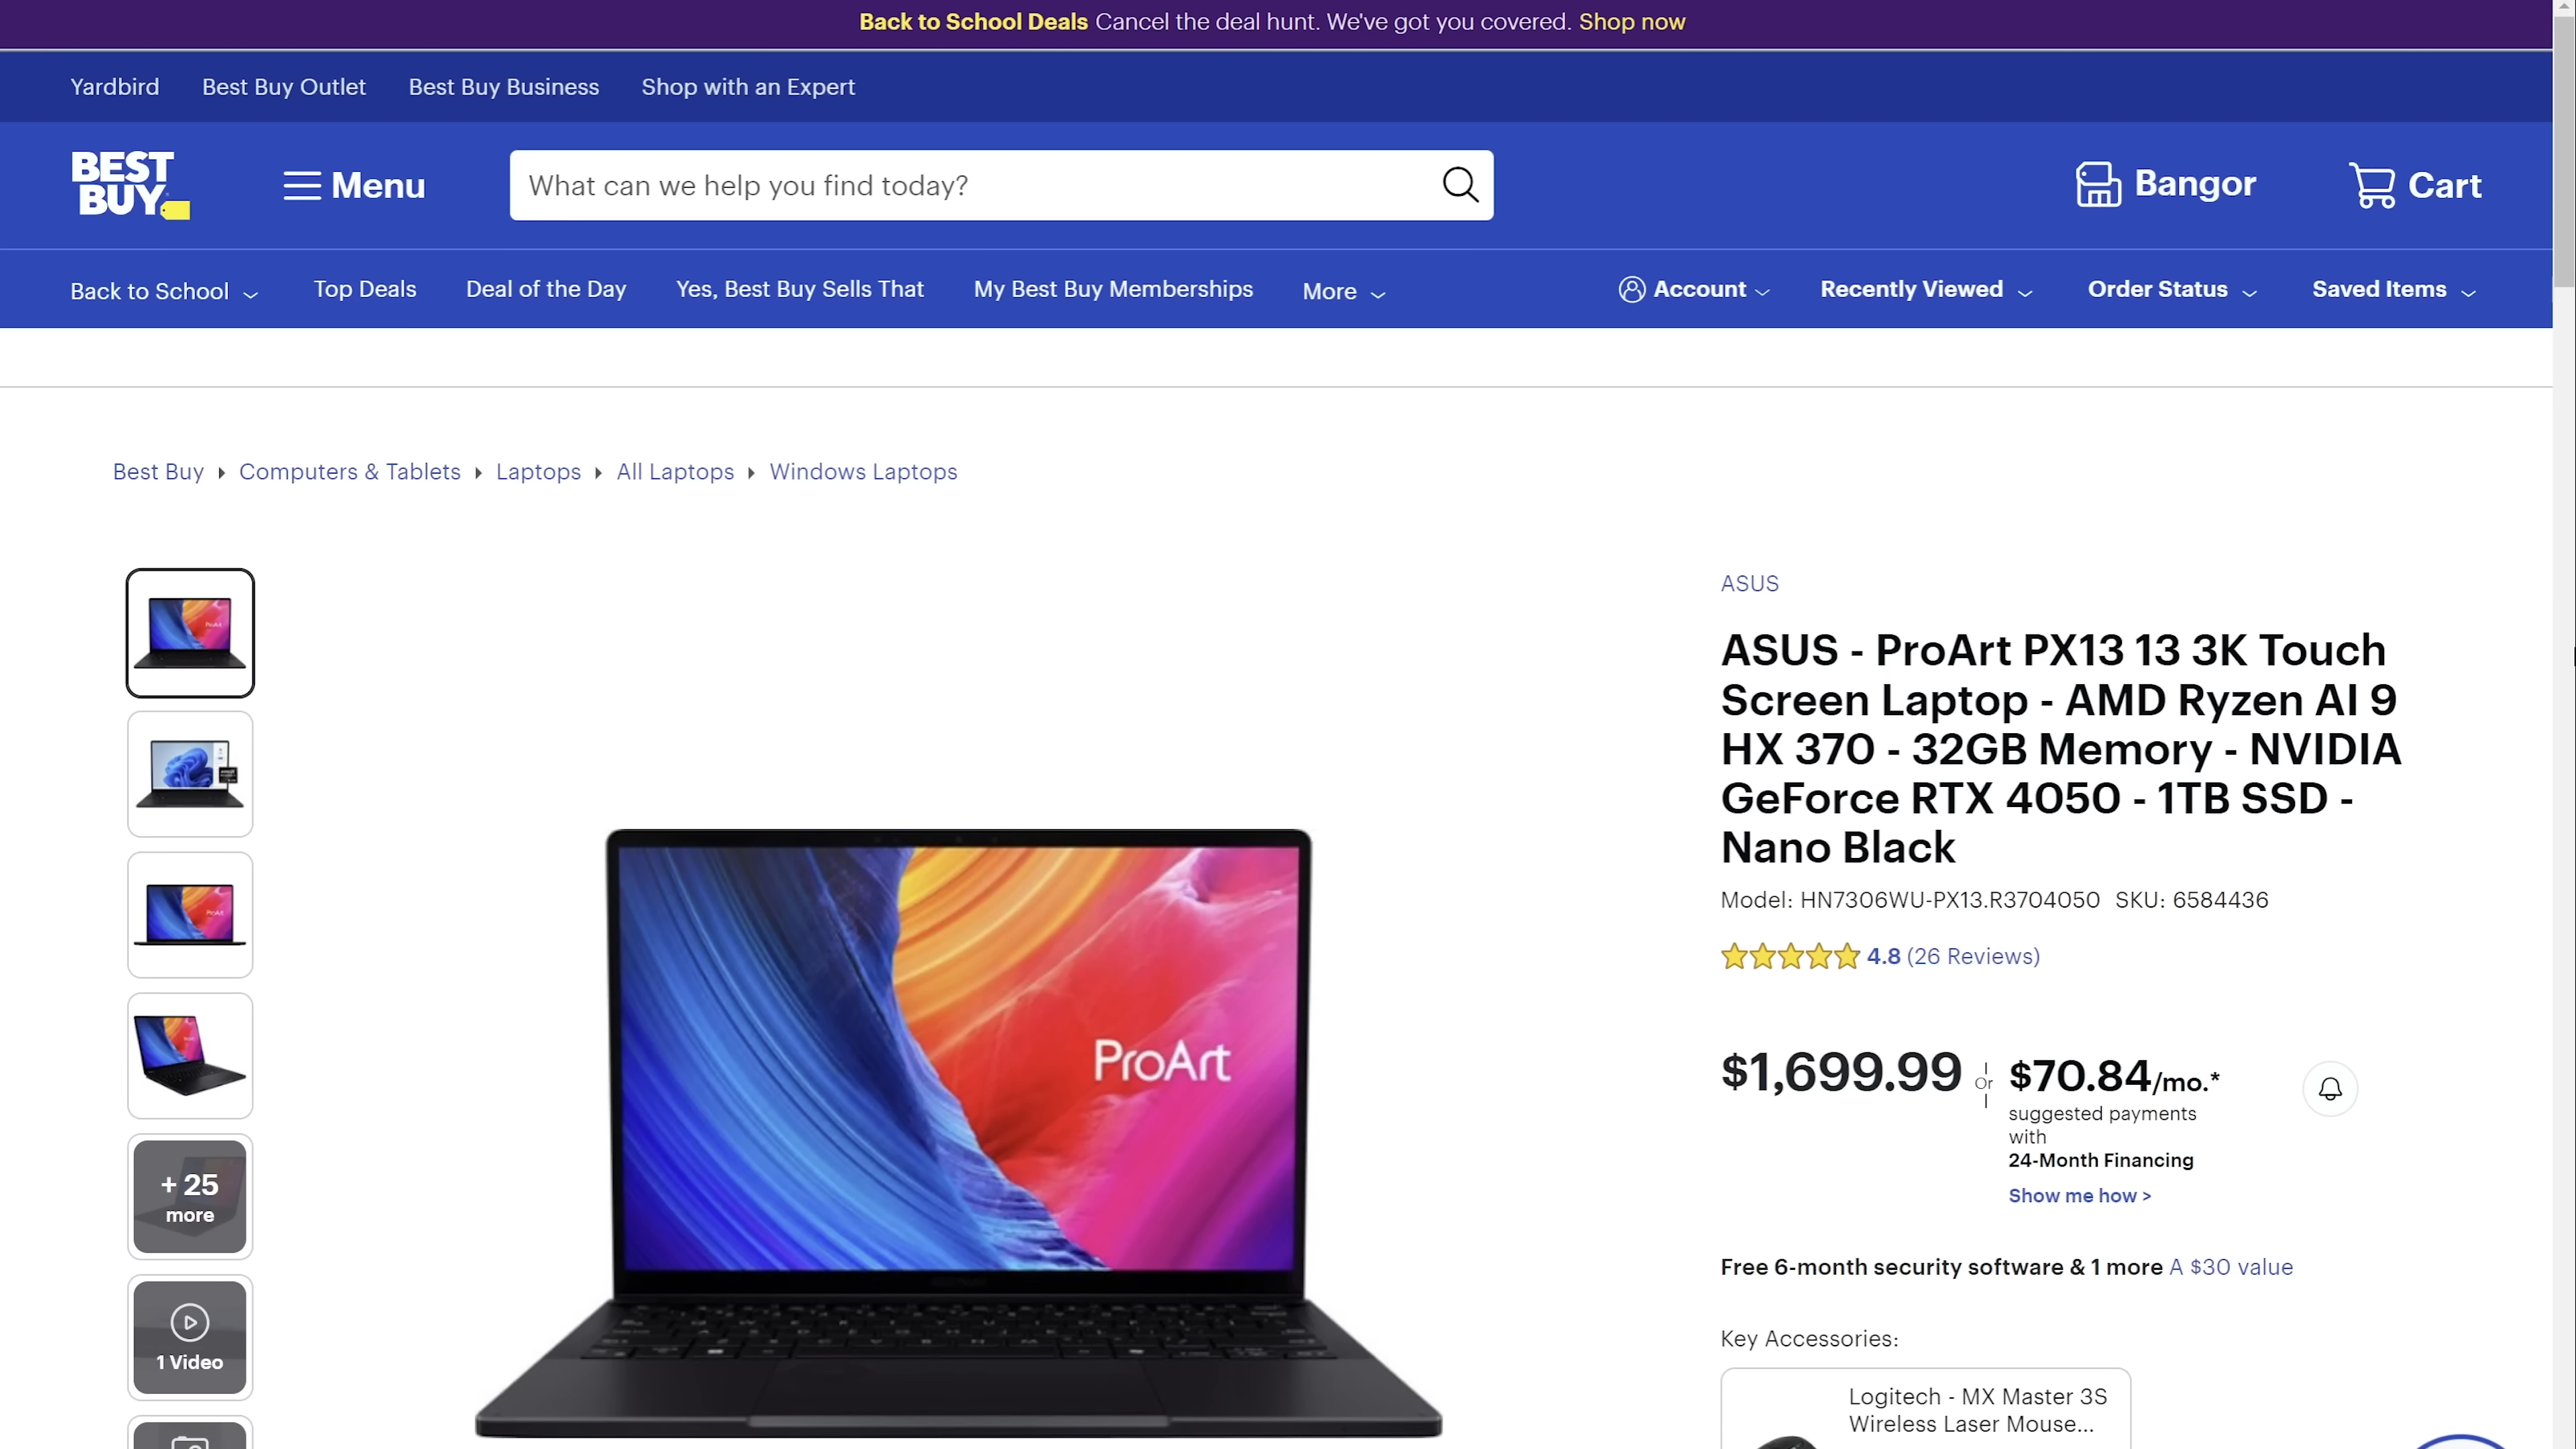 Back to School Deals Cancel the deal hunt. We've got you covered. Shop now
Yardbird Best Buy Outlet Best Buy Business Shop with an Expert
BEST
BUY
Menu
What can we help you find today?
Bangor
Cart
Back to School Top Deals Deal of the Day Yes, Best Buy Sells That My Best Buy Memberships More Account Recently Viewed Order Status Saved Items
Best Buy Computers & Tablets Laptops All Laptops Windows Laptops
ASUS
ASUS - ProArt PX13 13 3K Touch
Screen Laptop - AMD Ryzen AI 9
HX 370 - 32GB Memory - NVIDIA
GeForce RTX 4050 - 1TB SSD -
Nano Black
Model: HN7306WU-PX13.R3704050 SKU: 6584436
4.8 (26 Reviews)
$1,699.99
Or
$70.84/mo.*
suggested payments
with
24-Month Financing
Show me how >
Free 6-month security software & 1 more A $30 value
Key Accessories:
Logitech - MX Master 3S
Wireless Laser Mouse...
ProArt
+ 25
more
1 Video